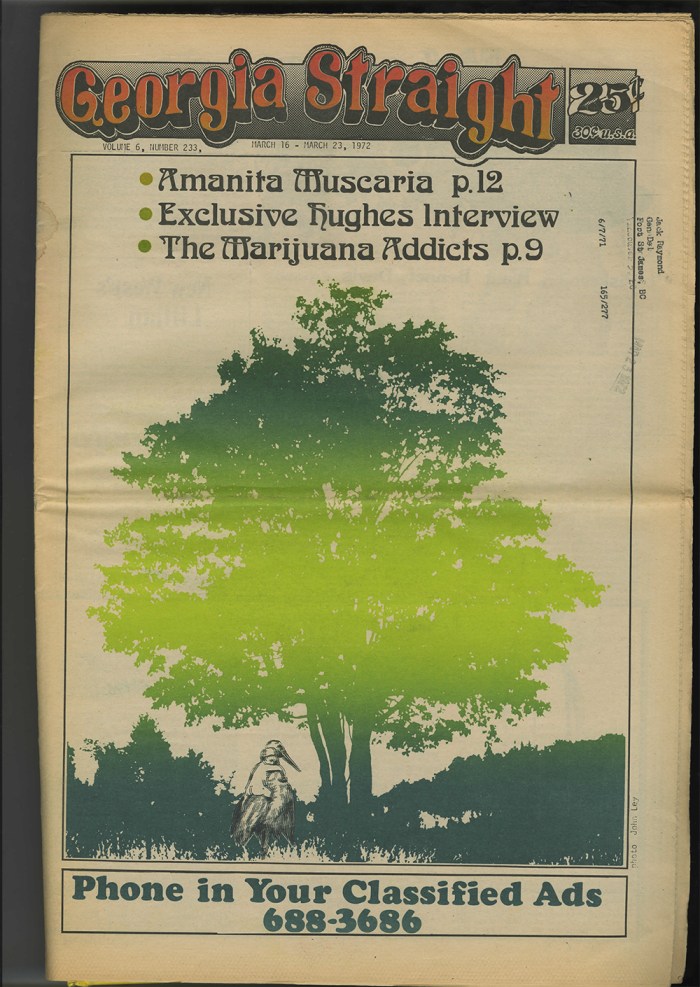 Georgia Straight
25¢
30¢ u.s.a.
VOLUME 6, NUMBER 233,
MARCH 16 - MARCH 23, 1972
Amanita Muscaria p.12
Exclusive Hughes Interview
The Marijuana Addicts p.9
Jack Raymond
Gen Del
Fort St James, BC
6/7/71 165/277
Photo John Ley
Phone in Your Classified Ads
688-3686